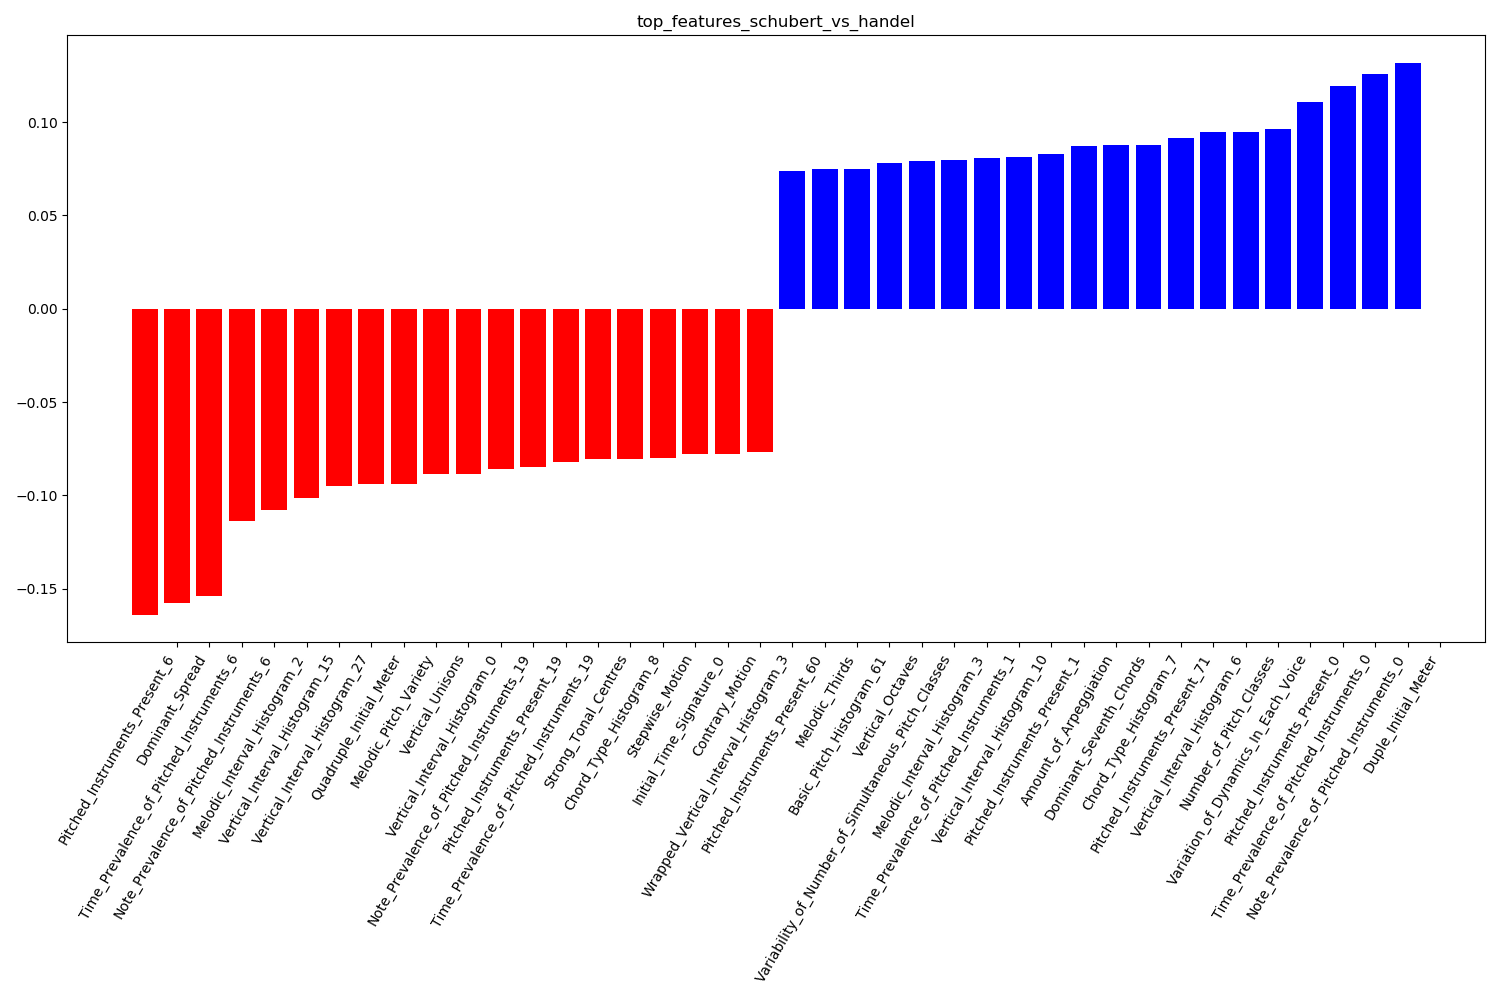 top_features_schubert_vs_handel
0.10
0.05
0.00
−0.05
−0.10
−0.15
Pitched_Instruments_Present_6
Dominant_Spread
Time_Prevalence_of_Pitched_Instruments_6
Note_Prevalence_of_Pitched_Instruments_6
Melodic_Interval_Histogram_2
Vertical_Interval_Histogram_15
Vertical_Interval_Histogram_27
Quadruple_Initial_Meter
Melodic_Pitch_Variety
Vertical_Unisons
Vertical_Interval_Histogram_0
Note_Prevalence_of_Pitched_Instruments_19
Pitched_Instruments_Present_19
Time_Prevalence_of_Pitched_Instruments_19
Strong_Tonal_Centres
Chord_Type_Histogram_8
Stepwise_Motion
Initial_Time_Signature_0
Contrary_Motion
Wrapped_Vertical_Interval_Histogram_3
Pitched_Instruments_Present_60
Melodic_Thirds
Basic_Pitch_Histogram_61
Vertical_Octaves
Variability_of_Number_of_Simultaneous_Pitch_Classes
Melodic_Interval_Histogram_3
Time_Prevalence_of_Pitched_Instruments_1
Vertical_Interval_Histogram_10
Pitched_Instruments_Present_1
Amount_of_Arpeggiation
Dominant_Seventh_Chords
Chord_Type_Histogram_7
Pitched_Instruments_Present_71
Vertical_Interval_Histogram_6
Number_of_Pitch_Classes
Variation_of_Dynamics_In_Each_Voice
Pitched_Instruments_Present_0
Time_Prevalence_of_Pitched_Instruments_0
Note_Prevalence_of_Pitched_Instruments_0
Duple_Initial_Meter